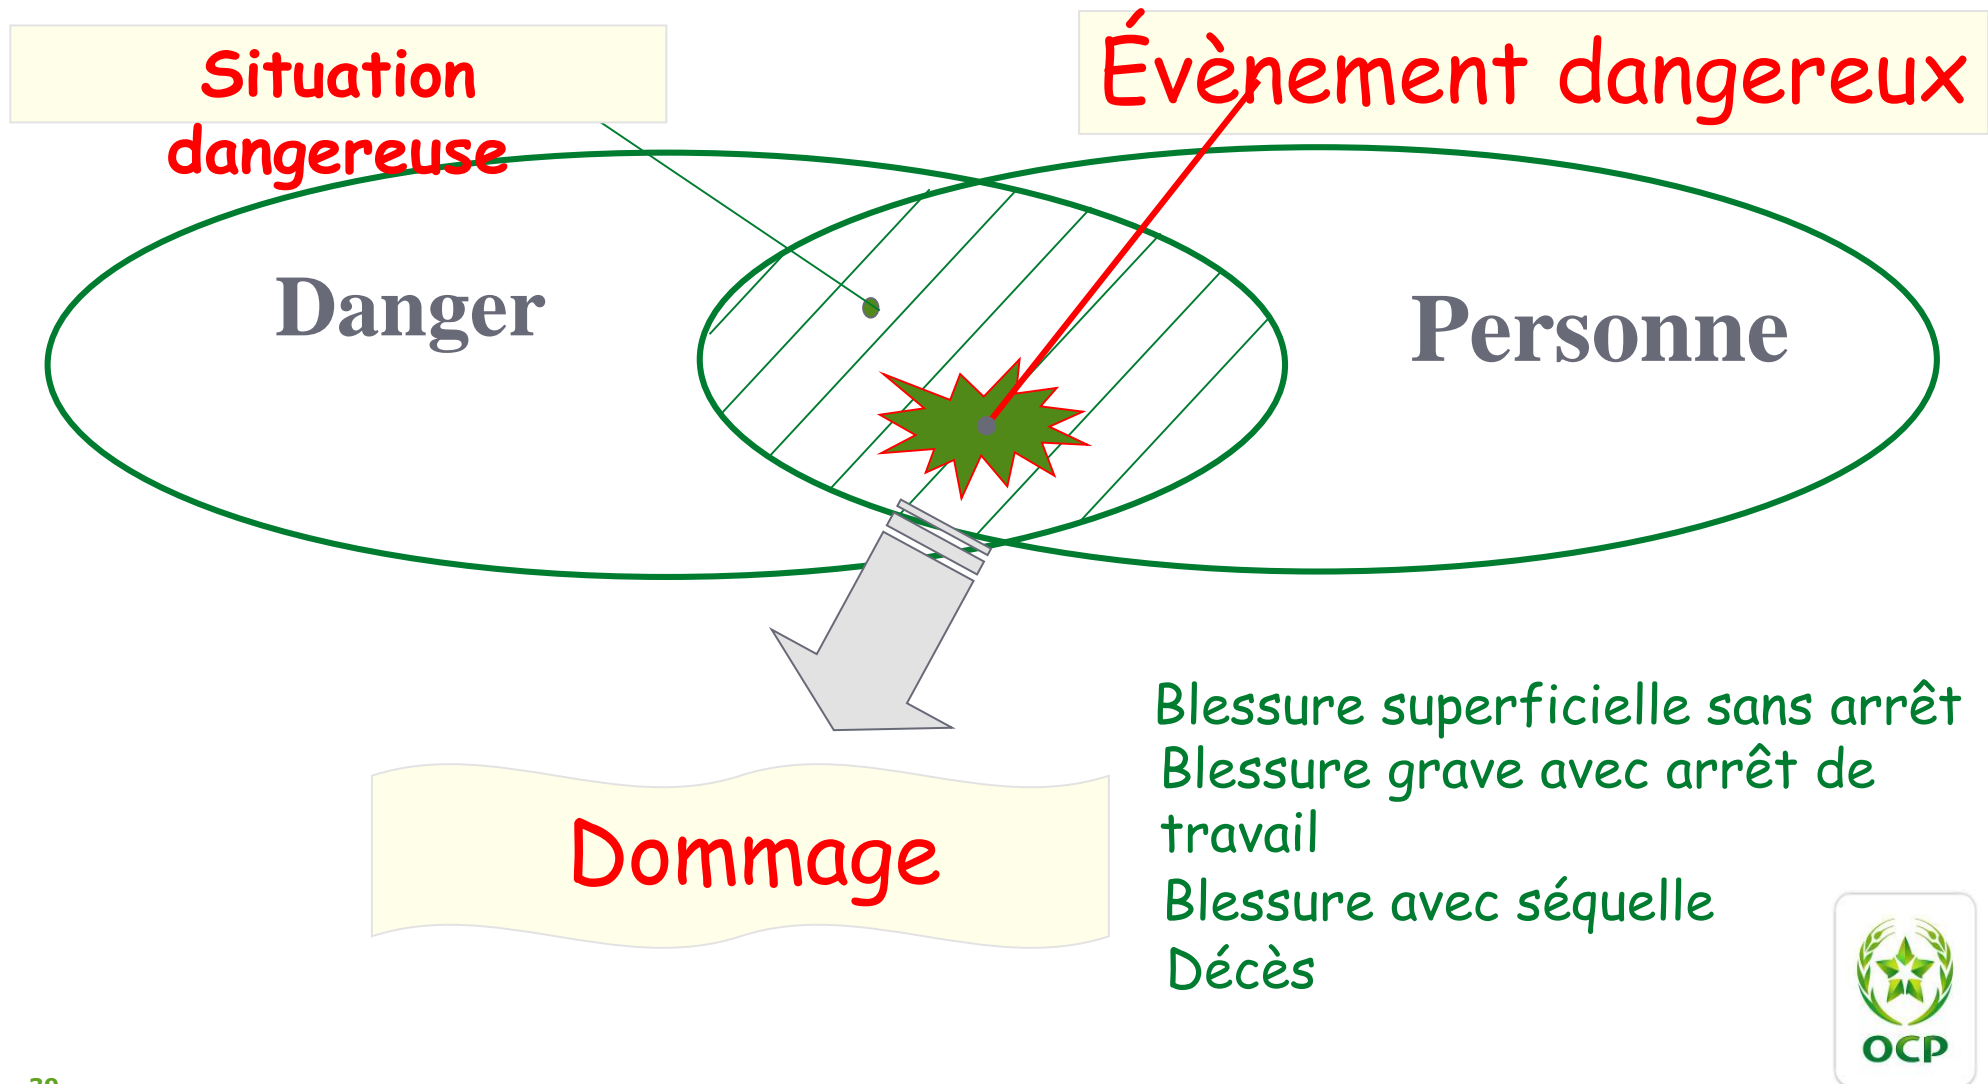 Situation
dangereuse
Évènement dangereux
Danger
Personne
Dommage
Blessure superficielle sans arrêt
Blessure grave avec arrêt de
travail
Blessure avec séquelle
Décès
OCP